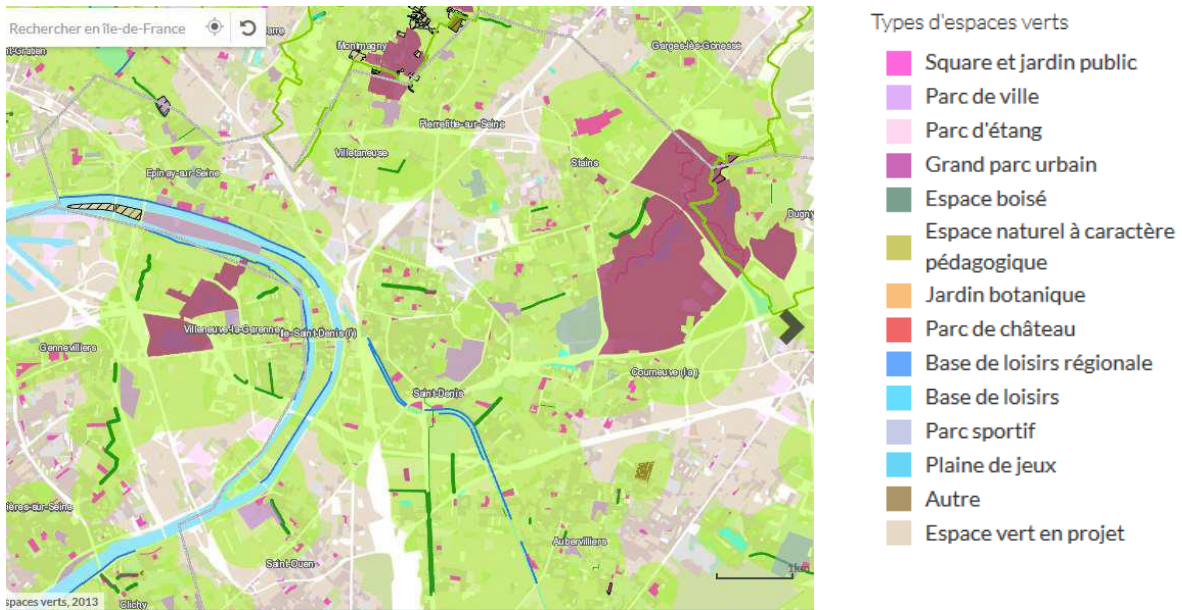 Rechercher en île-de-France
Montmagny
Garges-lès-Gonesse
Pierrefitte-sur-Seine
Villetaneuse
Stains
Epinay-sur-Seine
Dugny
Villeneuve-la-Garenne
Ile-Saint-Denis (l')
Gennevilliers
Courneuve (la)
Saint-Denis
Aubervilliers
Saint-Ouen
Clichy
1km
spaces verts, 2013
Types d'espaces verts
Square et jardin public
Parc de ville
Parc d'étang
Grand parc urbain
Espace boisé
Espace naturel à caractère
pédagogique
Jardin botanique
Parc de château
Base de loisirs régionale
Base de loisirs
Parc sportif
Plaine de jeux
Autre
Espace vert en projet